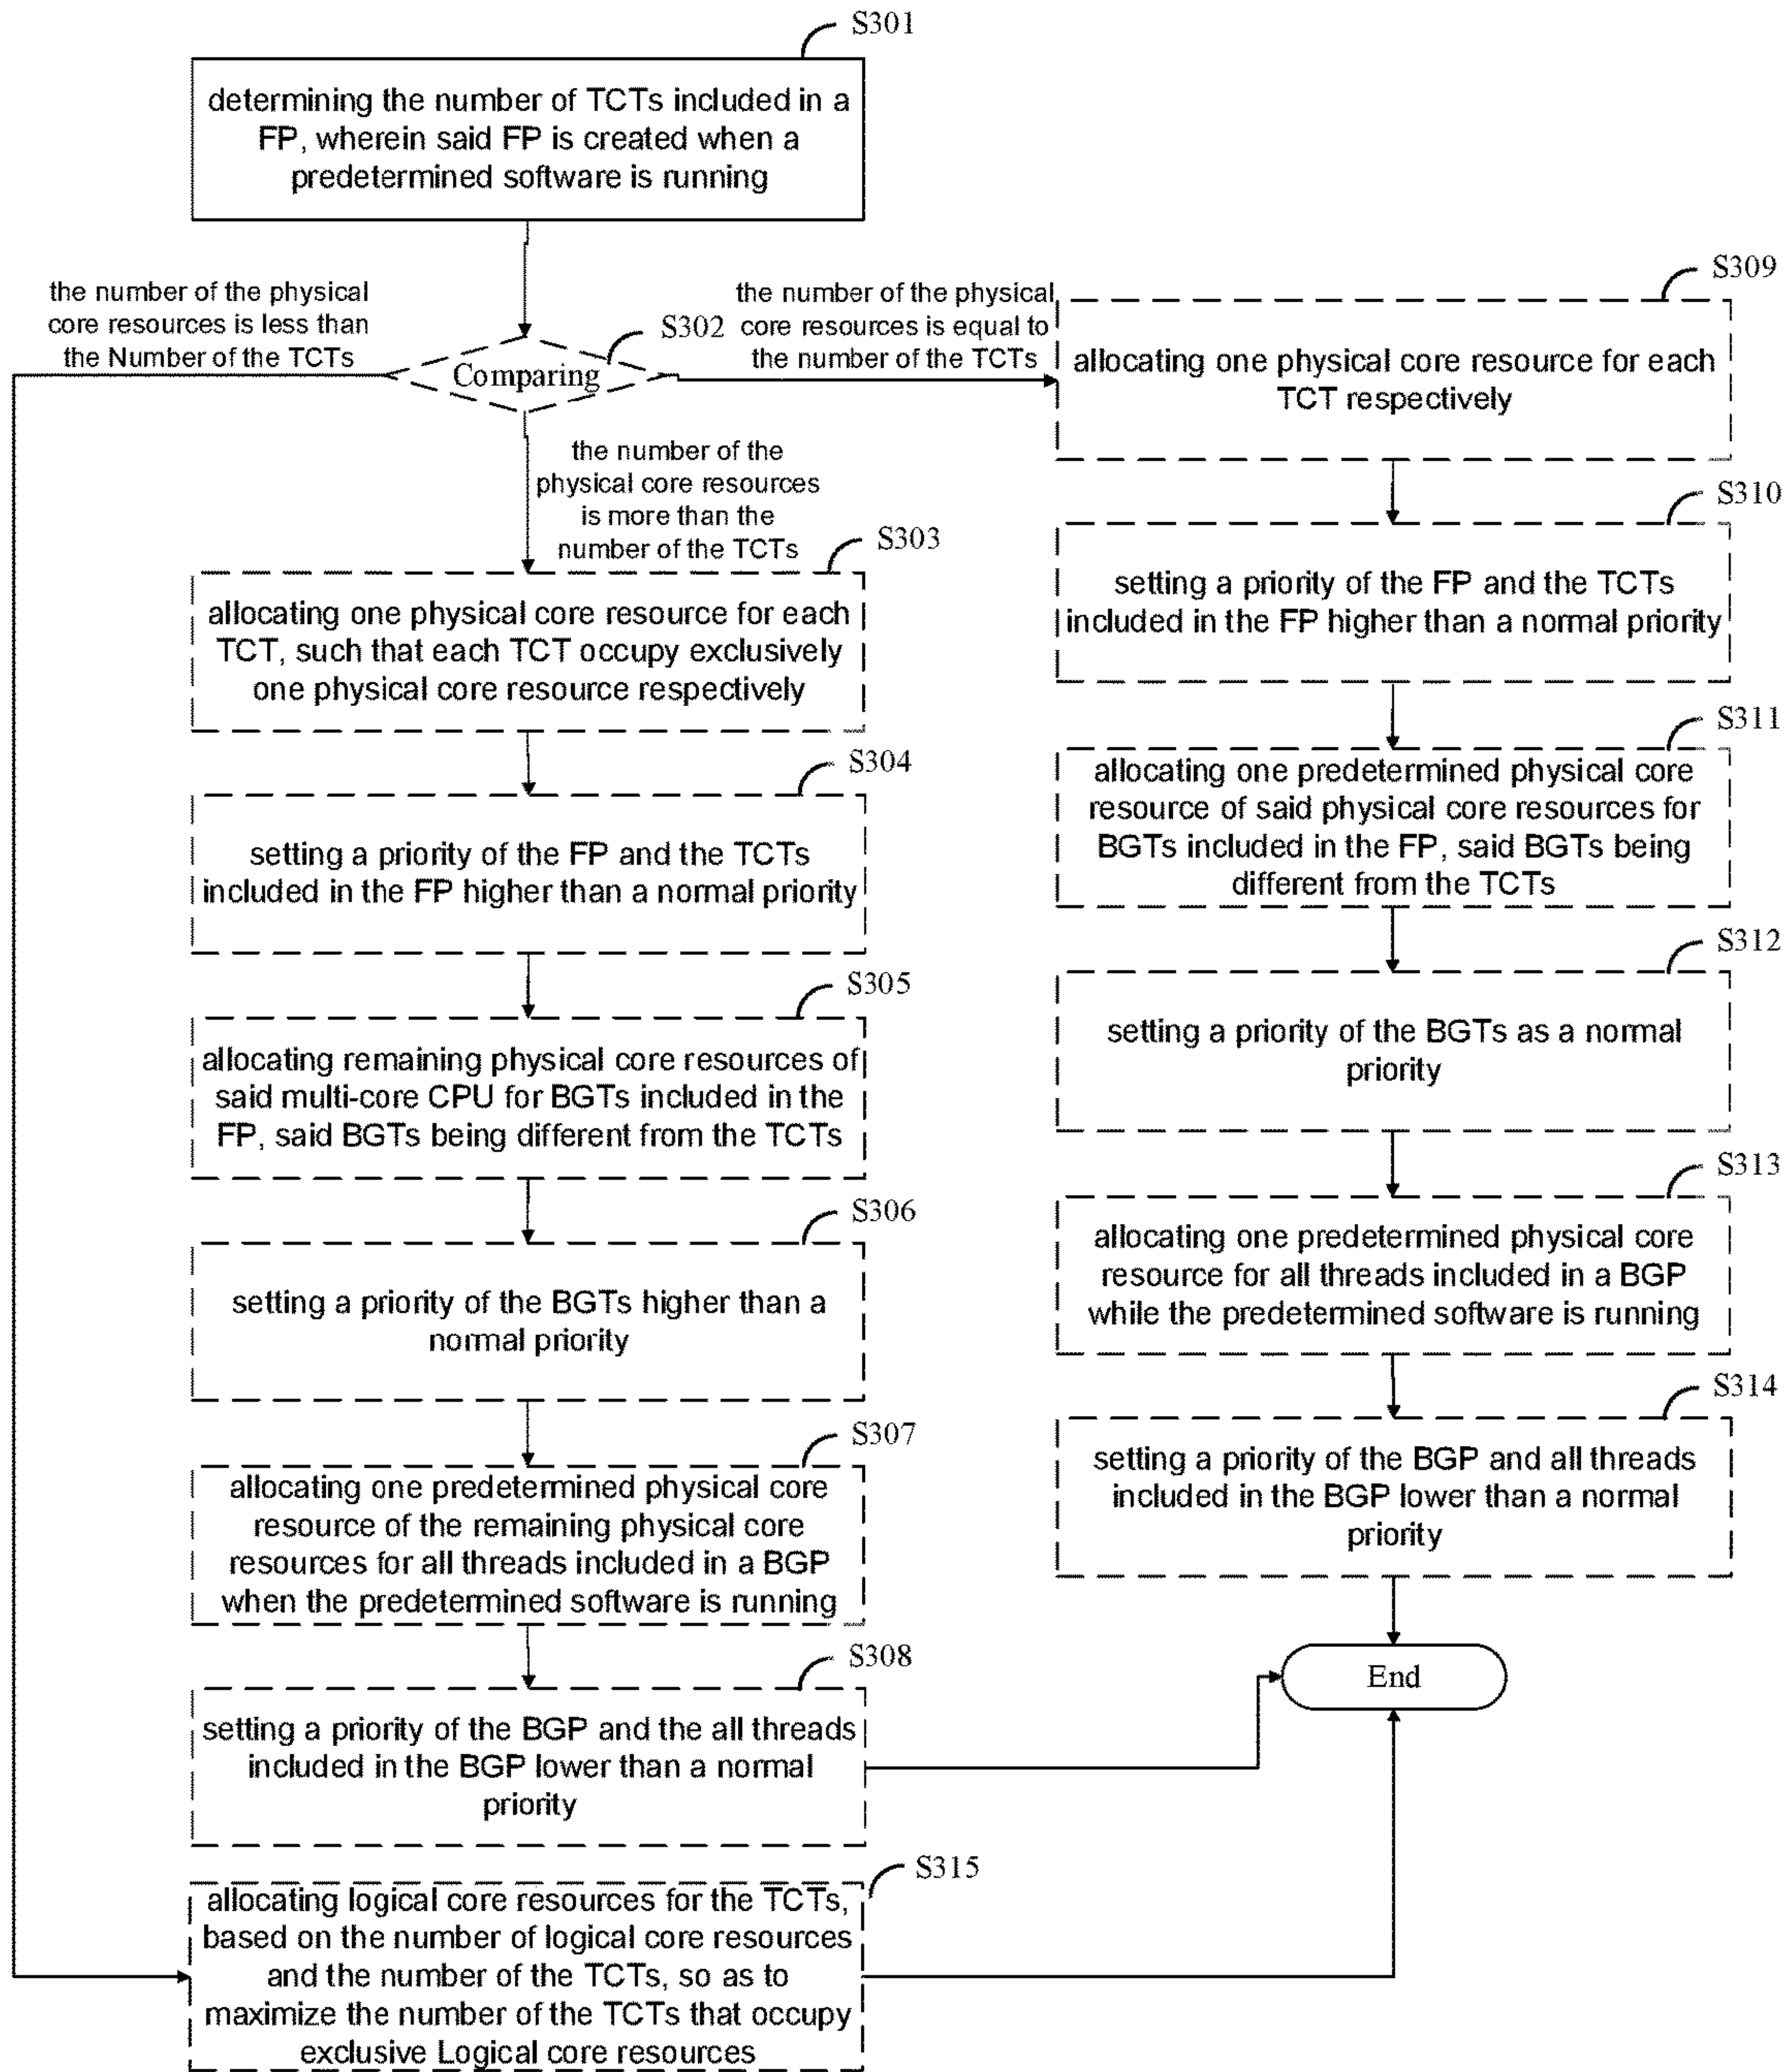 S301
determining the number of TCTs included in a
FP, wherein said FP is created when a
predetermined software is running
the number of the physical
core resources is less than
the Number of the TCTs
S302
Comparing
the number of the physical
core resources is equal to
the number of the TCTs
the number of the
physical core resources
is more than the
number of the TCTs
S303
allocating one physical core resource for each
TCT, such that each TCT occupy exclusively
one physical core resource respectively
S304
setting a priority of the FP and the TCTs
included in the FP higher than a normal priority
S305
allocating remaining physical core resources of
said multi-core CPU for BGTs included in the
FP, said BGTs being different from the TCTs
S306
setting a priority of the BGTs higher than a
normal priority
S307
allocating one predetermined physical core
resource of the remaining physical core
resources for all threads included in a BGP
when the predetermined software is running
S308
setting a priority of the BGP and the all threads
included in the BGP lower than a normal
priority
S309
allocating one physical core resource for each
TCT respectively
S310
setting a priority of the FP and the TCTs
included in the FP higher than a normal priority
S311
allocating one predetermined physical core
resource of said physical core resources for
BGTs included in the FP, said BGTs being
different from the TCTs
S312
setting a priority of the BGTs as a normal
priority
S313
allocating one predetermined physical core
resource for all threads included in a BGP
while the predetermined software is running
S314
setting a priority of the BGP and all threads
included in the BGP lower than a normal
priority
End
S315
allocating logical core resources for the TCTs,
based on the number of logical core resources
and the number of the TCTs, so as to
maximize the number of the TCTs that occupy
exclusive Logical core resources